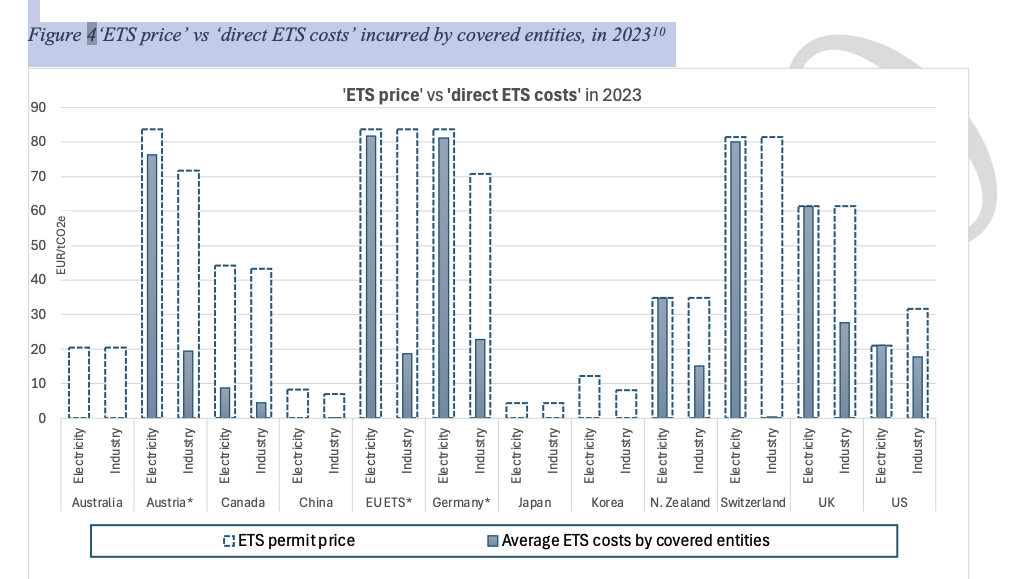 Figure 4‘ETS price’ vs ‘direct ETS costs’ incurred by covered entities, in 2023¹⁰
'ETS price' vs 'direct ETS costs' in 2023
90
80
70
60
50
40
30
20
10
0
EUR/tCO2e
Electricity Industry Electricity Industry Electricity Industry Electricity Industry Electricity Industry Electricity Industry Electricity Industry Electricity Industry Electricity Industry Electricity Industry Electricity Industry Electricity Industry
Australia Austria* Canada China EU ETS* Germany* Japan Korea N. Zealand Switzerland UK US
ETS permit price Average ETS costs by covered entities